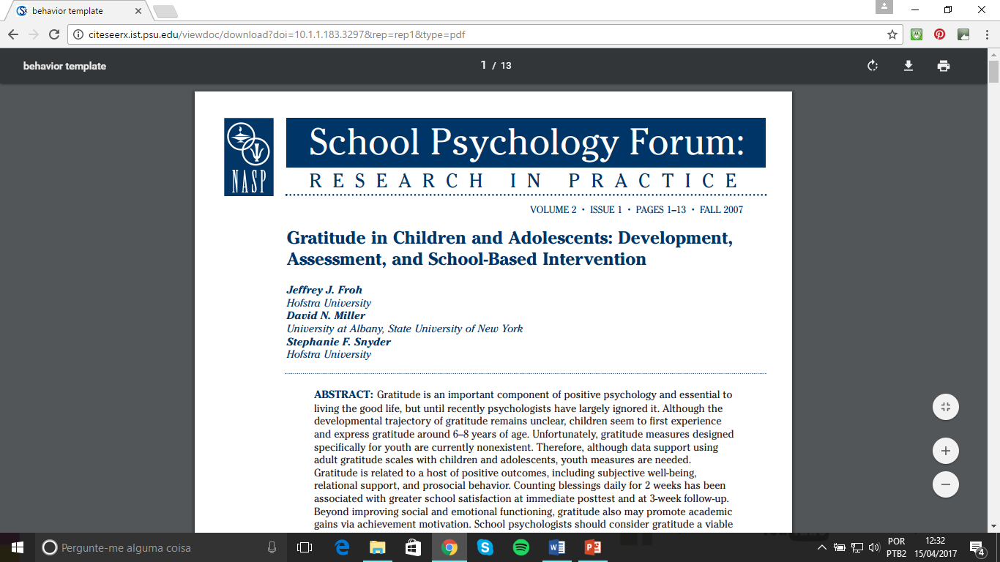 behavior template
citeseerx.ist.psu.edu/viewdoc/download?doi=10.1.1.183.3297&rep=rep1&type=pdf
behavior template
1 / 13
NASP
School Psychology Forum:
RESEARCH IN PRACTICE
VOLUME 2 • ISSUE 1 • PAGES 1–13 • FALL 2007
Gratitude in Children and Adolescents: Development,
Assessment, and School-Based Intervention
Jeffrey J. Froh
Hofstra University
David N. Miller
University at Albany, State University of New York
Stephanie F. Snyder
Hofstra University
ABSTRACT: Gratitude is an important component of positive psychology and essential to
living the good life, but until recently psychologists have largely ignored it. Although the
developmental trajectory of gratitude remains unclear, children seem to first experience
and express gratitude around 6–8 years of age. Unfortunately, gratitude measures designed
specifically for youth are currently nonexistent. Therefore, although data support using
adult gratitude scales with children and adolescents, youth measures are needed.
Gratitude is related to a host of positive outcomes, including subjective well-being,
relational support, and prosocial behavior. Counting blessings daily for 2 weeks has been
associated with greater school satisfaction at immediate posttest and at 3-week follow-up.
Beyond improving social and emotional functioning, gratitude also may promote academic
gains via achievement motivation. School psychologists should consider gratitude a viable
Pergunte-me alguma coisa
POR
PTB2
12:32
15/04/2017
4